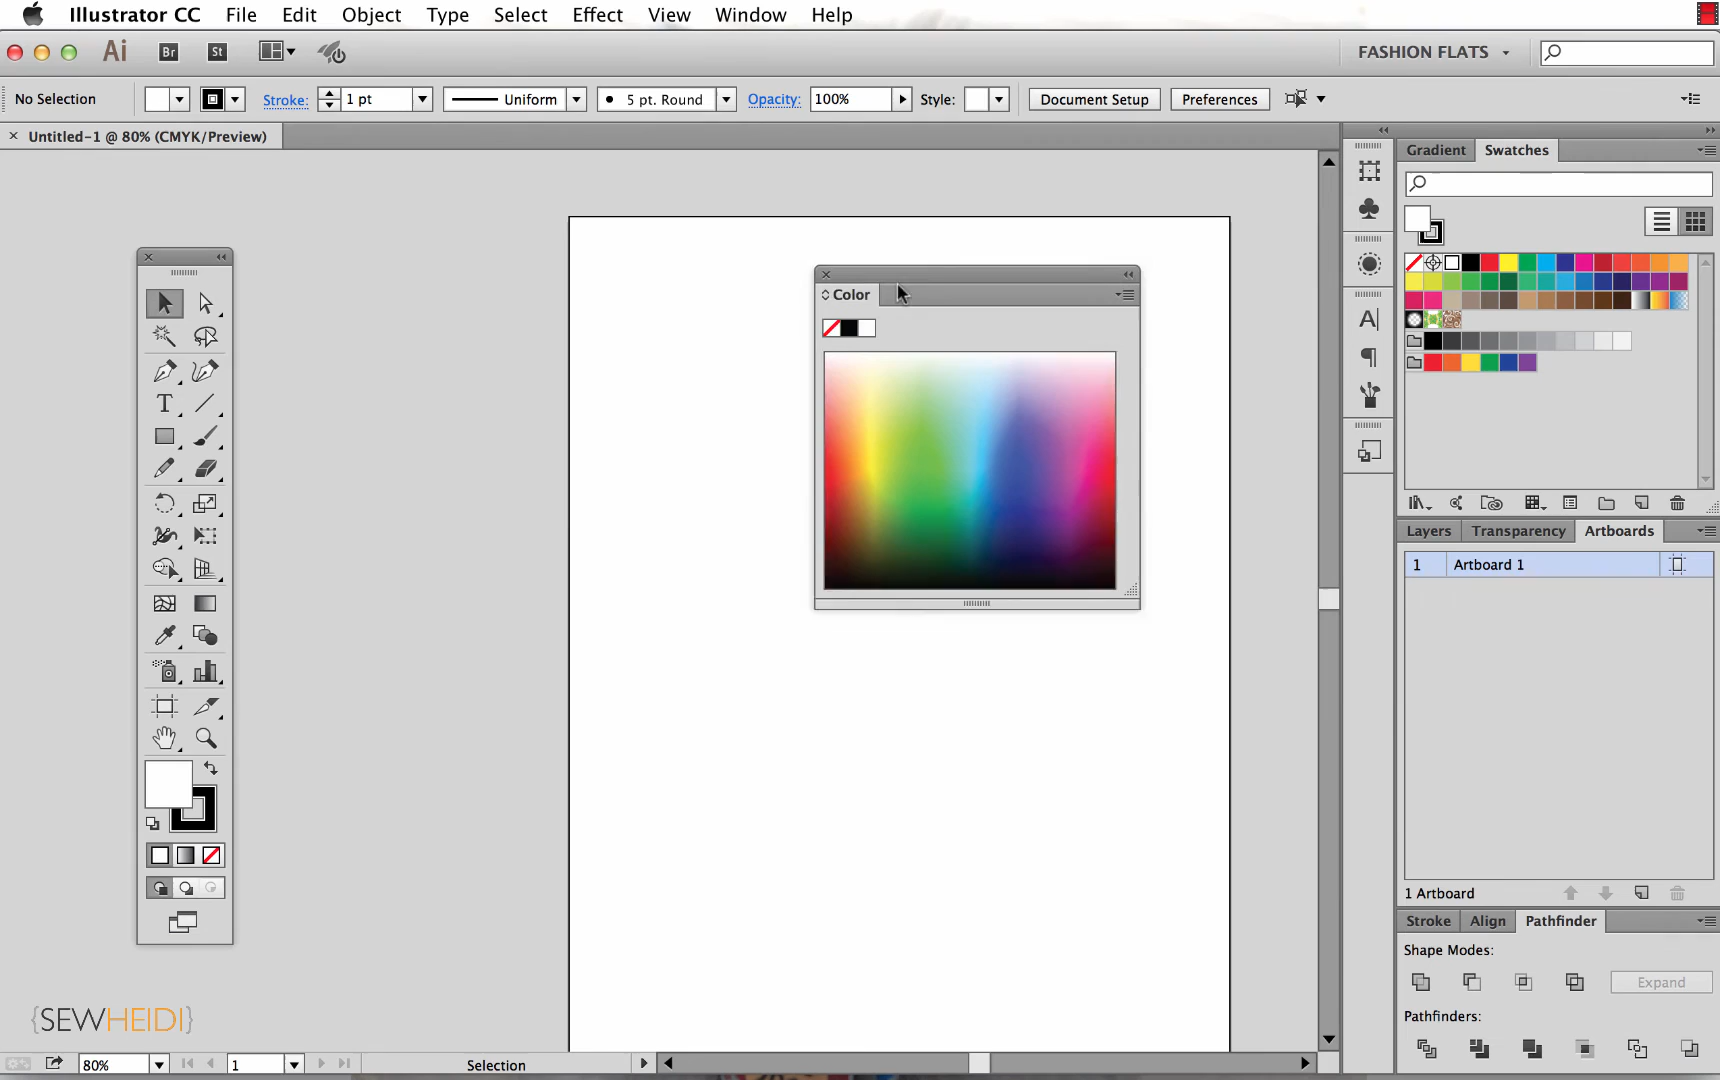 Illustrator CC File Edit Object Type Select Effect View Window Help
Ai Br St FASHION FLATS
No Selection Stroke: 1 pt Uniform 5 pt. Round Opacity: 100% Style: Document Setup Preferences
Untitled-1 @ 80% (CMYK/Preview)
Gradient Swatches
Color
Layers Transparency Artboards
1 Artboard 1
1 Artboard
Stroke Align Pathfinder
Shape Modes:
Expand
Pathfinders:
{SEWHEIDI}
80% 1 Selection